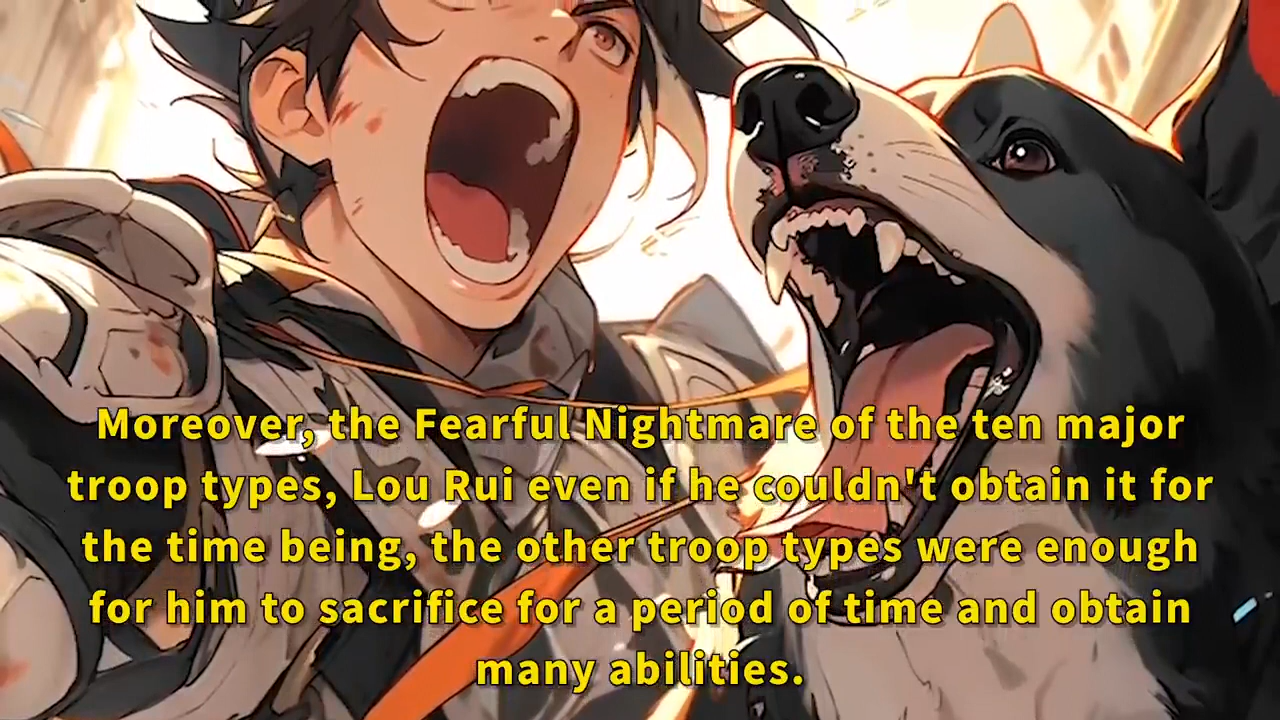 Moreover, the Fearful Nightmare of the ten major
troop types, Lou Rui even if he couldn't obtain it for
the time being, the other troop types were enough
for him to sacrifice for a period of time and obtain
many abilities.